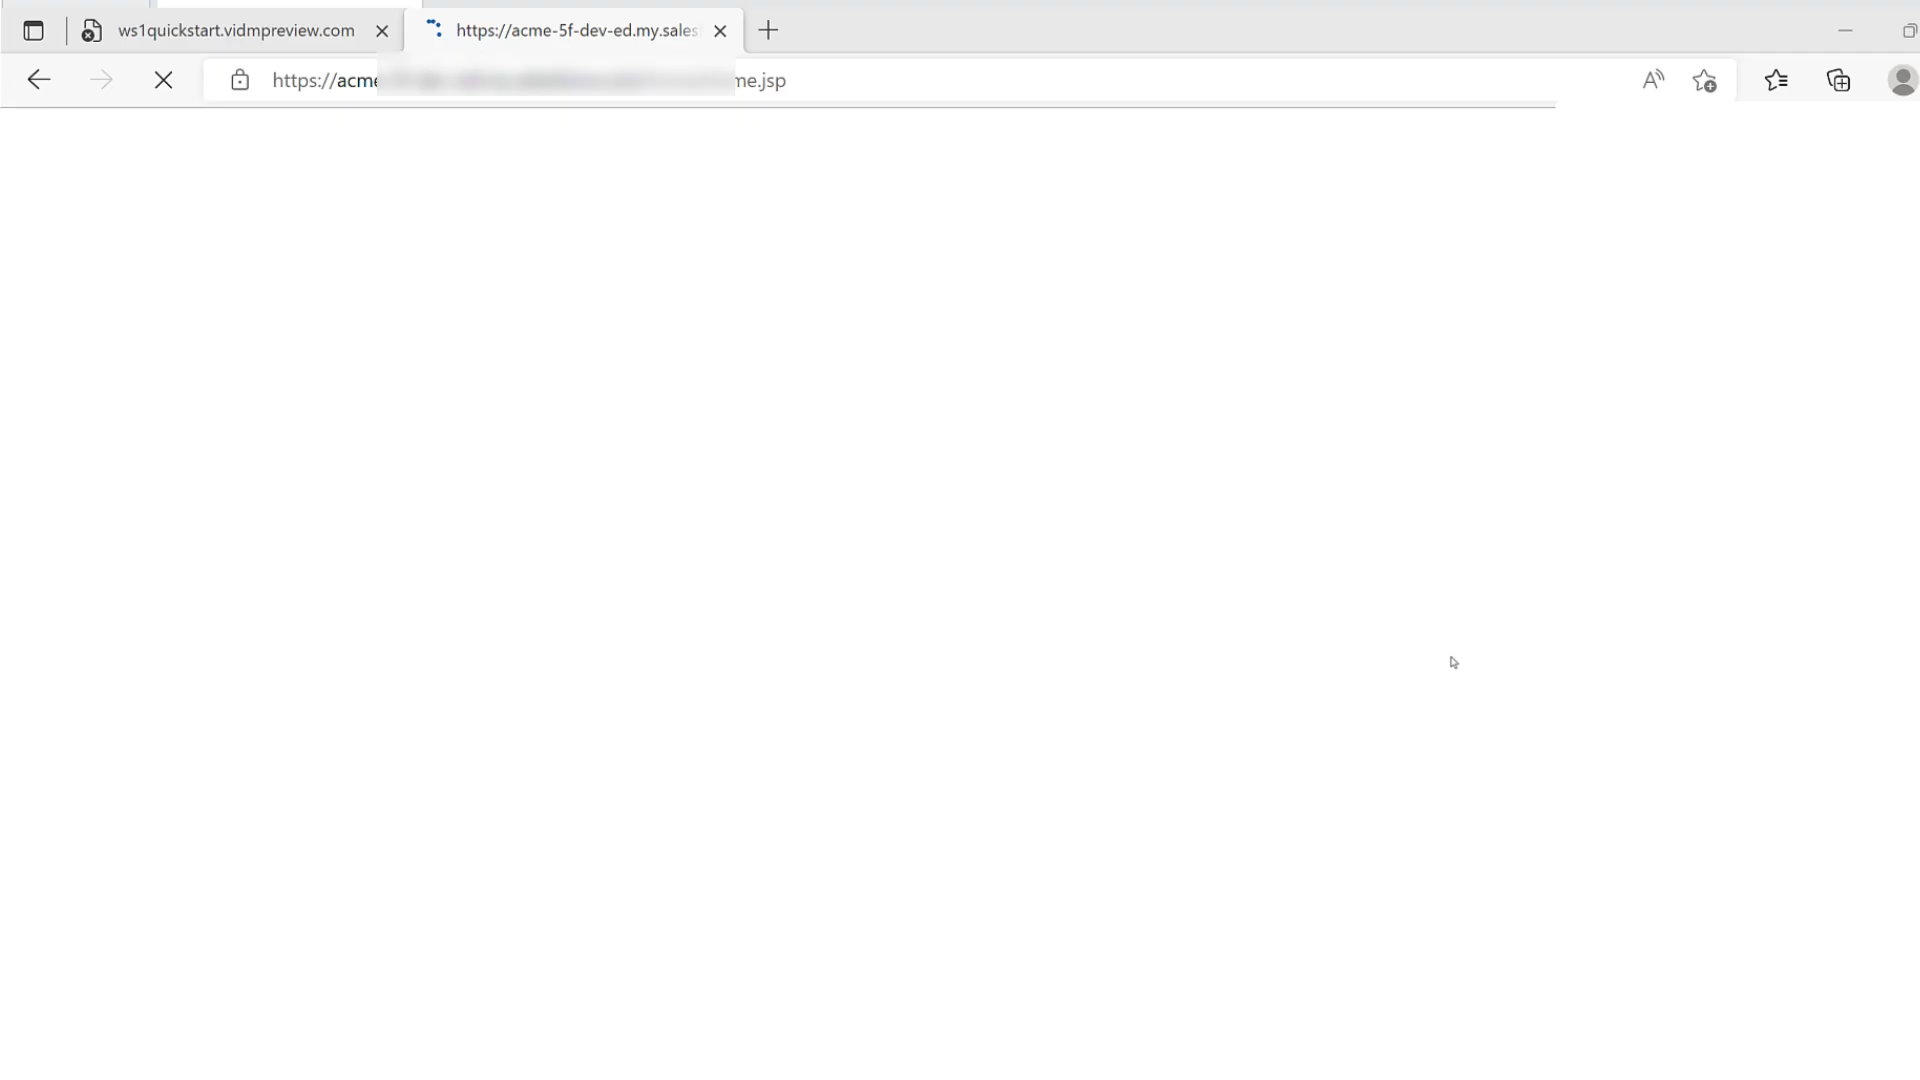 ws1quickstart.vidmpreview.com
https://acme-5f-dev-ed.my.sales
https://acme me.jsp